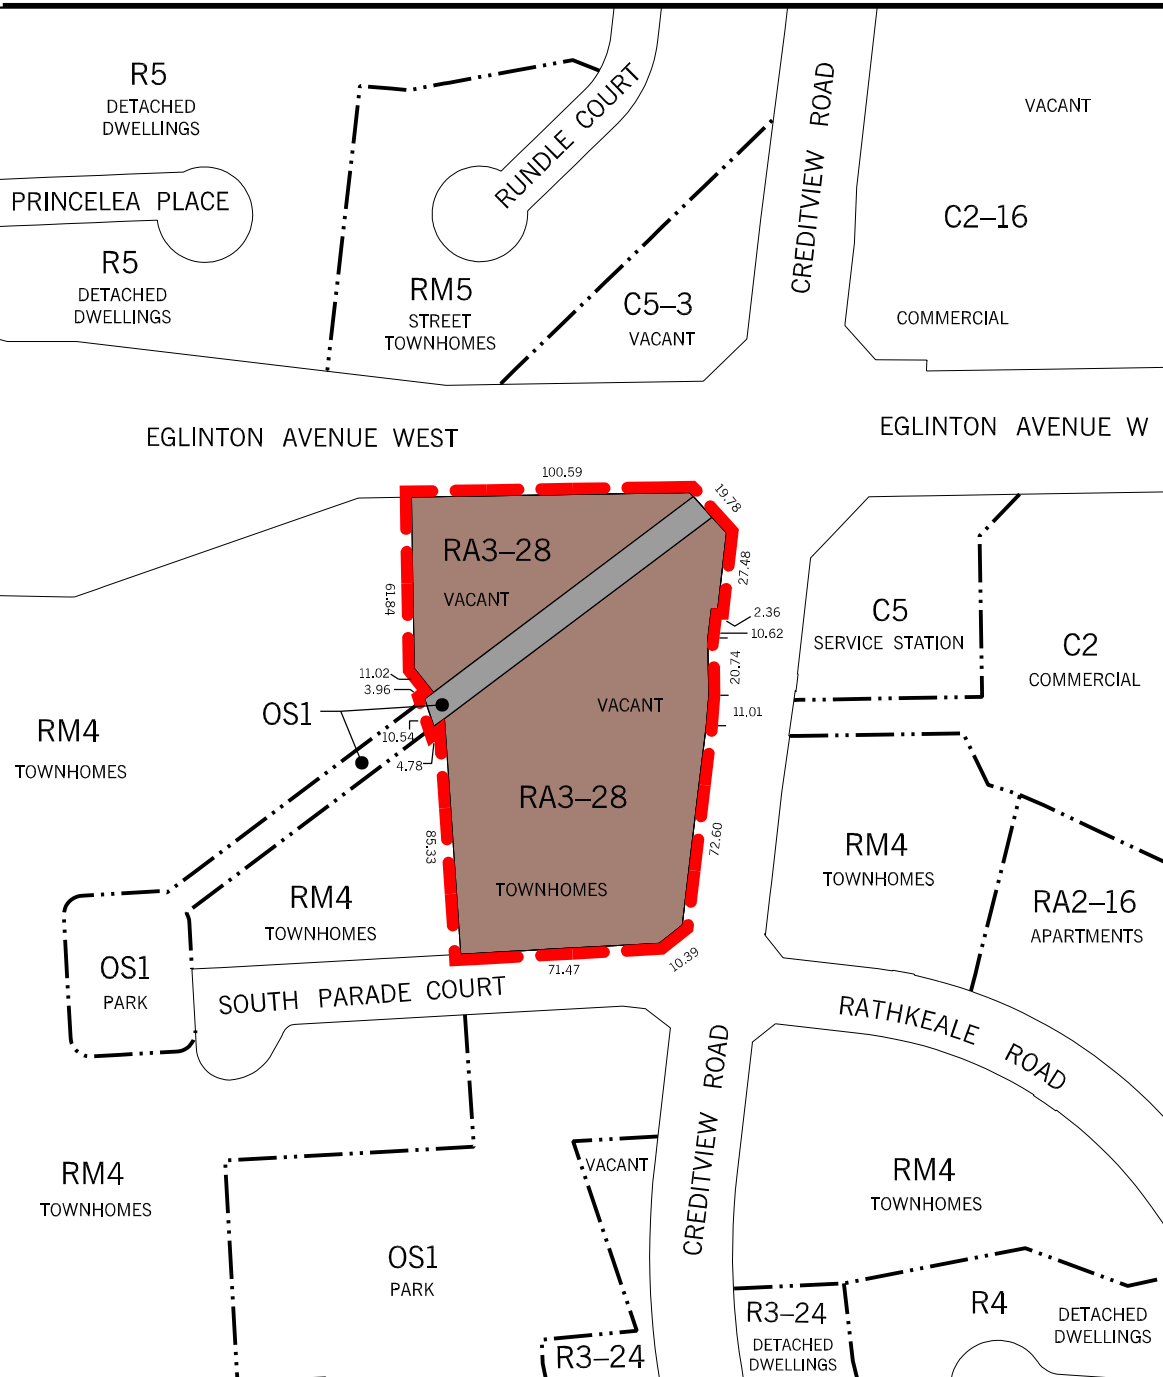 R5
DETACHED
DWELLINGS
PRINCELEA PLACE
R5
DETACHED
DWELLINGS
RUNDLE COURT
RM5
STREET
TOWNHOMES
C5–3
VACANT
CREDITVIEW ROAD
VACANT
C2–16
COMMERCIAL
EGLINTON AVENUE WEST
EGLINTON AVENUE W
100.59
19.78
27.48
2.36
10.62
20.74
11.01
72.60
10.39
71.47
85.33
4.78
10.54
3.96
11.02
61.84
RA3–28
VACANT
VACANT
RA3–28
TOWNHOMES
OS1
RM4
TOWNHOMES
RM4
TOWNHOMES
OS1
PARK
C5
SERVICE STATION
C2
COMMERCIAL
RM4
TOWNHOMES
RA2–16
APARTMENTS
SOUTH PARADE COURT
RATHKEALE ROAD
CREDITVIEW ROAD
RM4
TOWNHOMES
OS1
PARK
VACANT
RM4
TOWNHOMES
R3–24
R3–24
DETACHED
DWELLINGS
R4
DETACHED
DWELLINGS